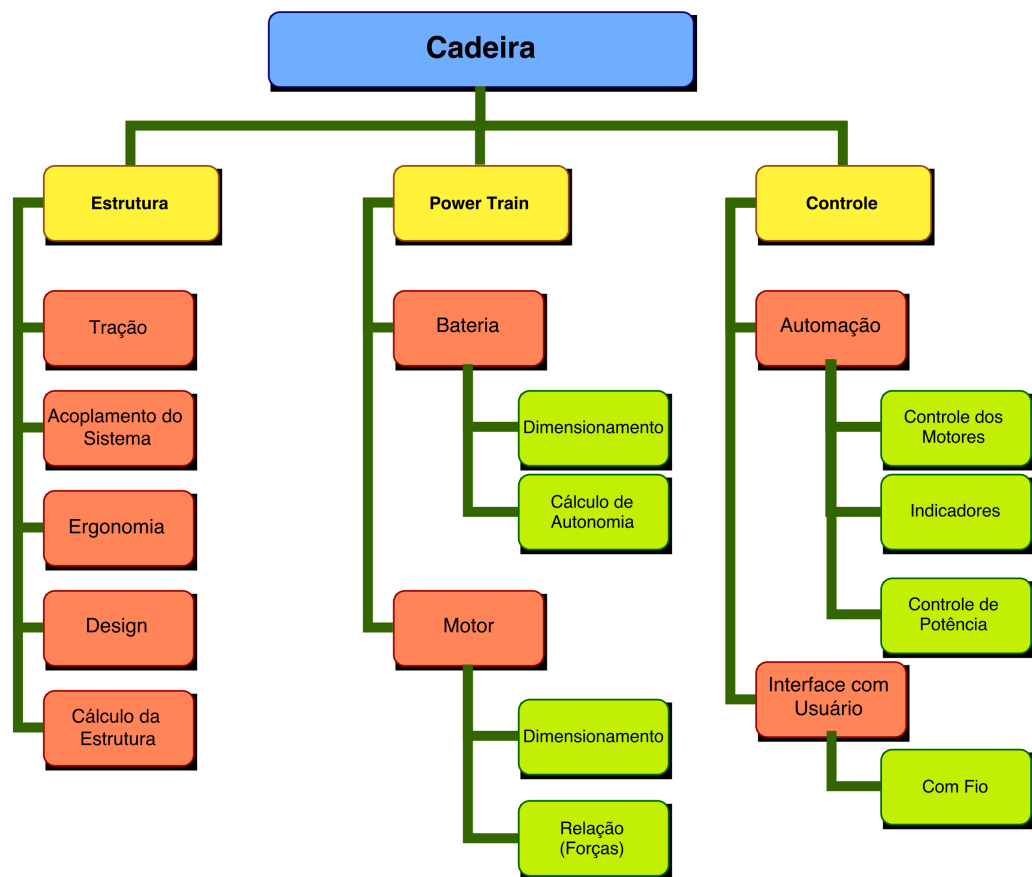 Cadeira
Estrutura
Power Train
Controle
Tração
Acoplamento do
Sistema
Ergonomia
Design
Cálculo da
Estrutura
Bateria
Dimensionamento
Cálculo de
Autonomia
Motor
Dimensionamento
Relação
(Forças)
Automação
Controle dos
Motores
Indicadores
Controle de
Potência
Interface com
Usuário
Com Fio